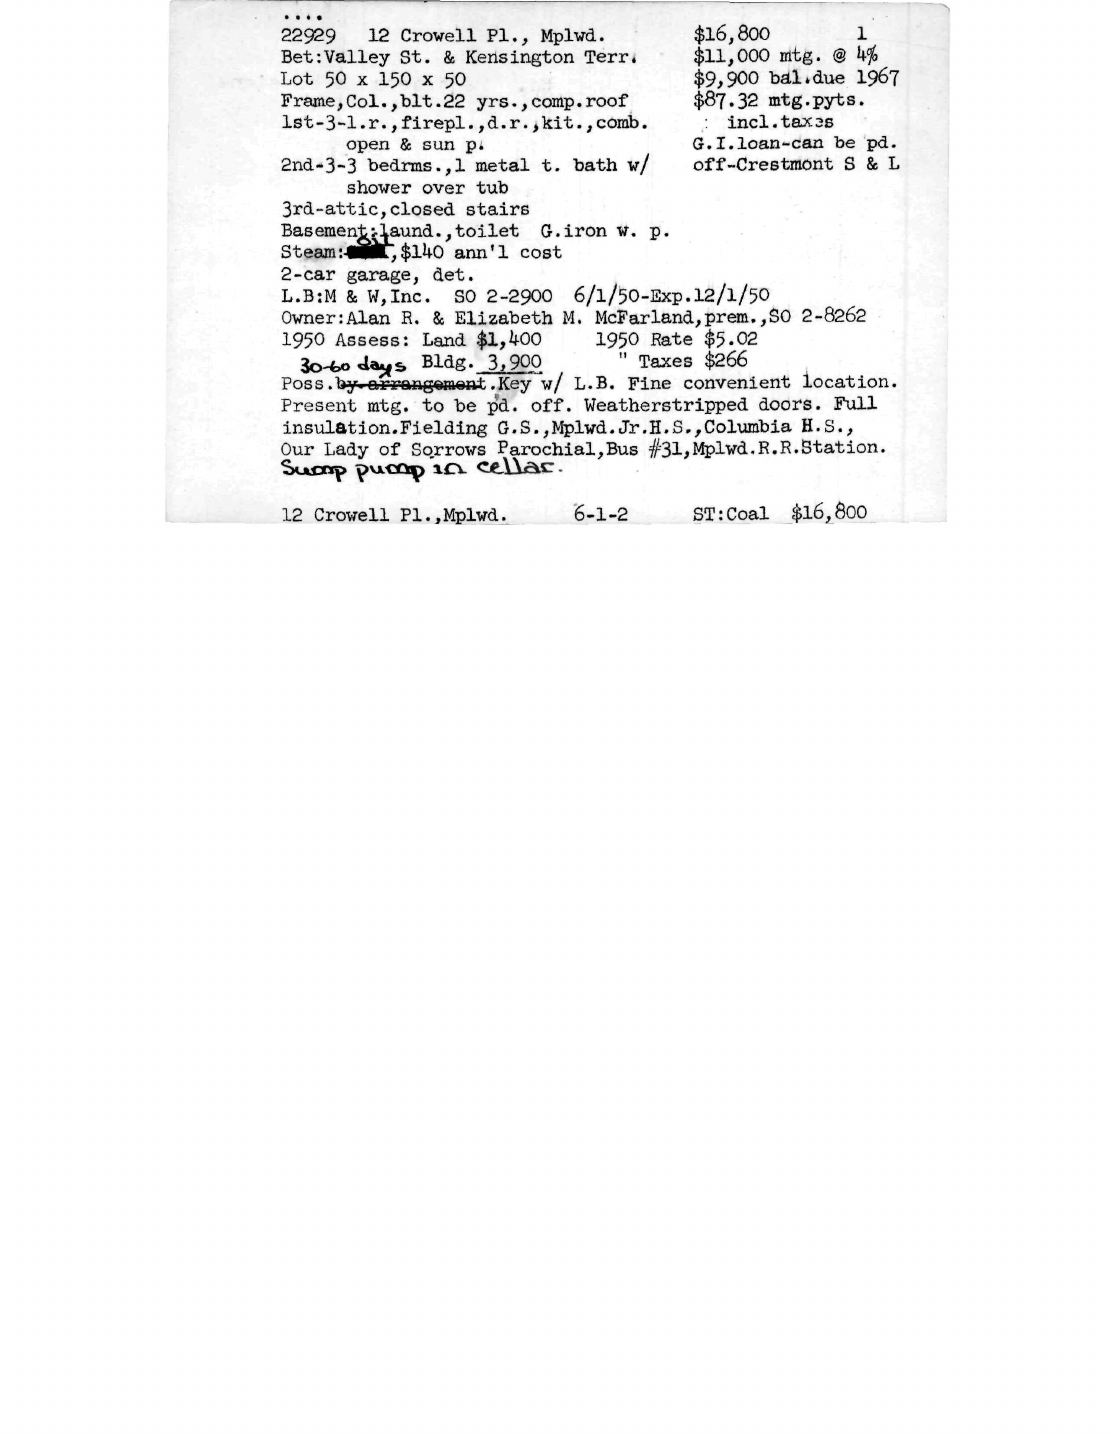 ....
22929   12 Crowell Pl., Mplwd.   $16,800   1
Bet:Valley St. & Kensington Terr.   $11,000 mtg. @ 4%
Lot 50 x 150 x 50   $9,900 bal.due 1967
Frame,Col.,blt.22 yrs.,comp.roof   $87.32 mtg.pyts.
1st-3-l.r.,firepl.,d.r.,kit.,comb.   incl.taxes
open & sun p.   G.I.loan-can be pd.
2nd-3-3 bedrms.,1 metal t. bath w/   off-Crestmont S & L
shower over tub
3rd-attic,closed stairs
Basement:laund.,toilet  G.iron w. p.
Steam: oil,$140 ann'l cost
2-car garage, det.
L.B:M & W,Inc.  SO 2-2900  6/1/50-Exp.12/1/50
Owner:Alan R. & Elizabeth M. McFarland,prem.,SO 2-8262
1950 Assess: Land $1,400   1950 Rate $5.02
30-60 days Bldg. 3,900   " Taxes $266
Poss.by arrangement.Key w/ L.B. Fine convenient location.
Present mtg. to be pd. off. Weatherstripped doors. Full
insulation.Fielding G.S.,Mplwd.Jr.H.S.,Columbia H.S.,
Our Lady of Sorrows Parochial,Bus #31,Mplwd.R.R.Station.
Sump pump in cellar.
12 Crowell Pl.,Mplwd.   6-1-2   ST:Coal  $16,800